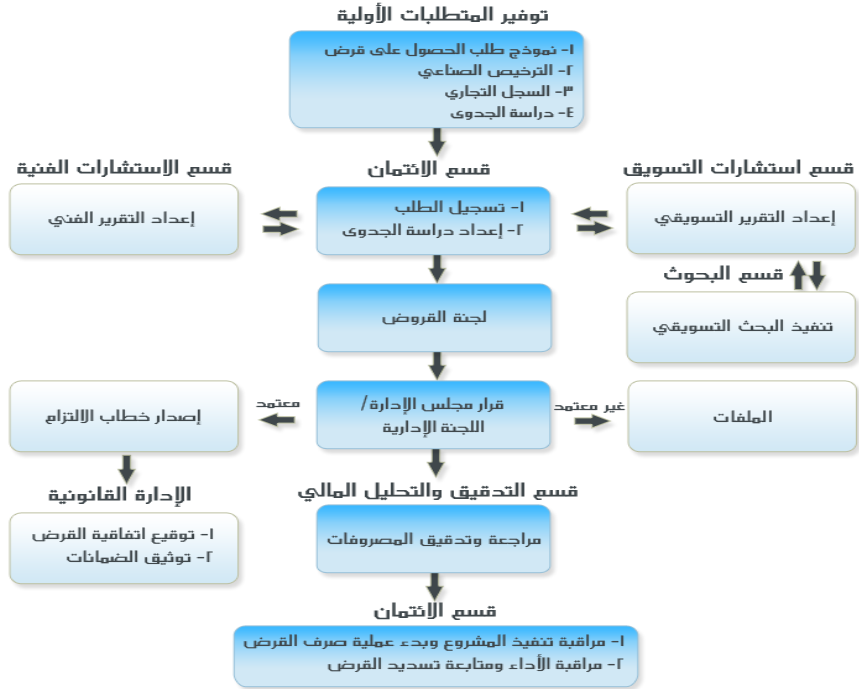 توفير المتطلبات الأولية
١- نموذج طلب الحصول على قرض
٢- الترخيص الصناعي
٣- السجل التجاري
٤- دراسة الجدوى
قسم استشارات التسويق
قسم الائتمان
قسم الاستشارات الفنية
إعداد التقرير التسويقي
١- تسجيل الطلب
٢- إعداد دراسة الجدوى
إعداد التقرير الفني
قسم البحوث
تنفيذ البحث التسويقي
لجنة القروض
الملفات
غير معتمد
قرار مجلس الإدارة/
اللجنة الإدارية
معتمد
إصدار خطاب الالتزام
قسم التدقيق والتحليل المالي
الإدارة القانونية
مراجعة وتدقيق المصروفات
١- توقيع اتفاقية القرض
٢- توثيق الضمانات
قسم الائتمان
١- مراقبة تنفيذ المشروع وبدء عملية صرف القرض
٢- مراقبة الأداء ومتابعة تسديد القرض